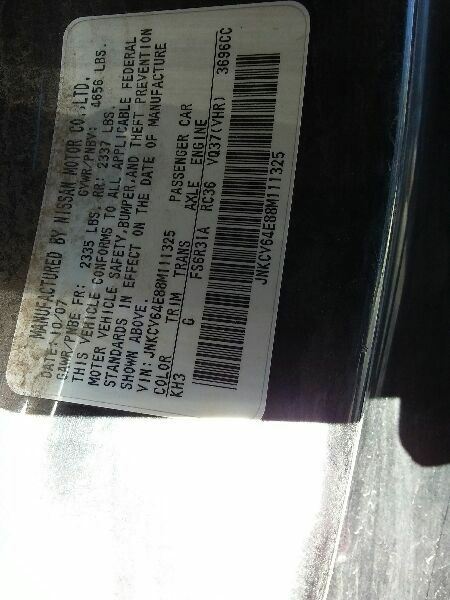 MANUFACTURED BY NISSAN MOTOR CO.,LTD.
DATE: 10/07 GVWR/PNBV: 4656 LBS.
GAWR/PNBE FR: 2395 LBS. RR: 2337 LBS.
THIS VEHICLE CONFORMS TO ALL APPLICABLE FEDERAL
MOTER VEHICLE SAFETY,BUMPER,AND THEFT PREVENTION
STANDARDS IN EFFECT ON THE DATE OF MANUFACTURE
SHOWN ABOVE.
VIN: JNKCV64E88M111325 PASSENGER CAR
COLOR TRIM TRANS AXLE ENGINE
KH3 G FS6R31A RC36 VQ37(VHR) 3696CC
JNKCV64E88M111325